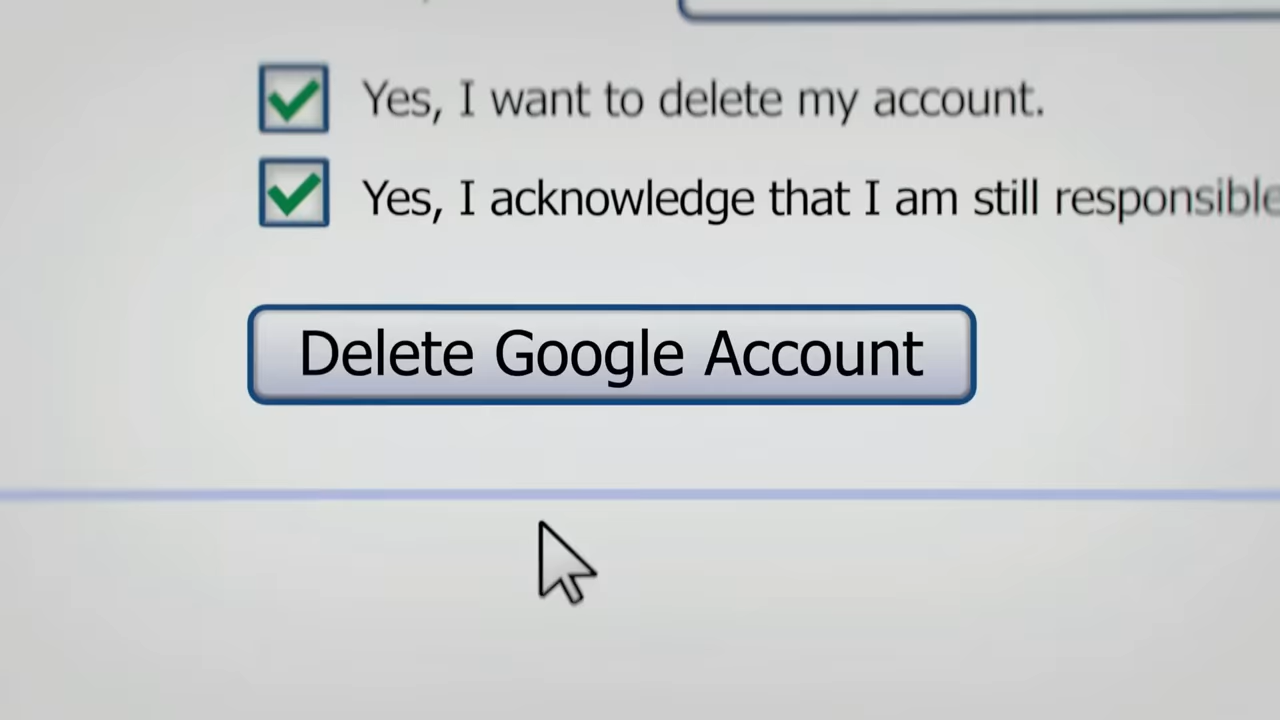 Yes, I want to delete my account.
Yes, I acknowledge that I am still responsible
Delete Google Account